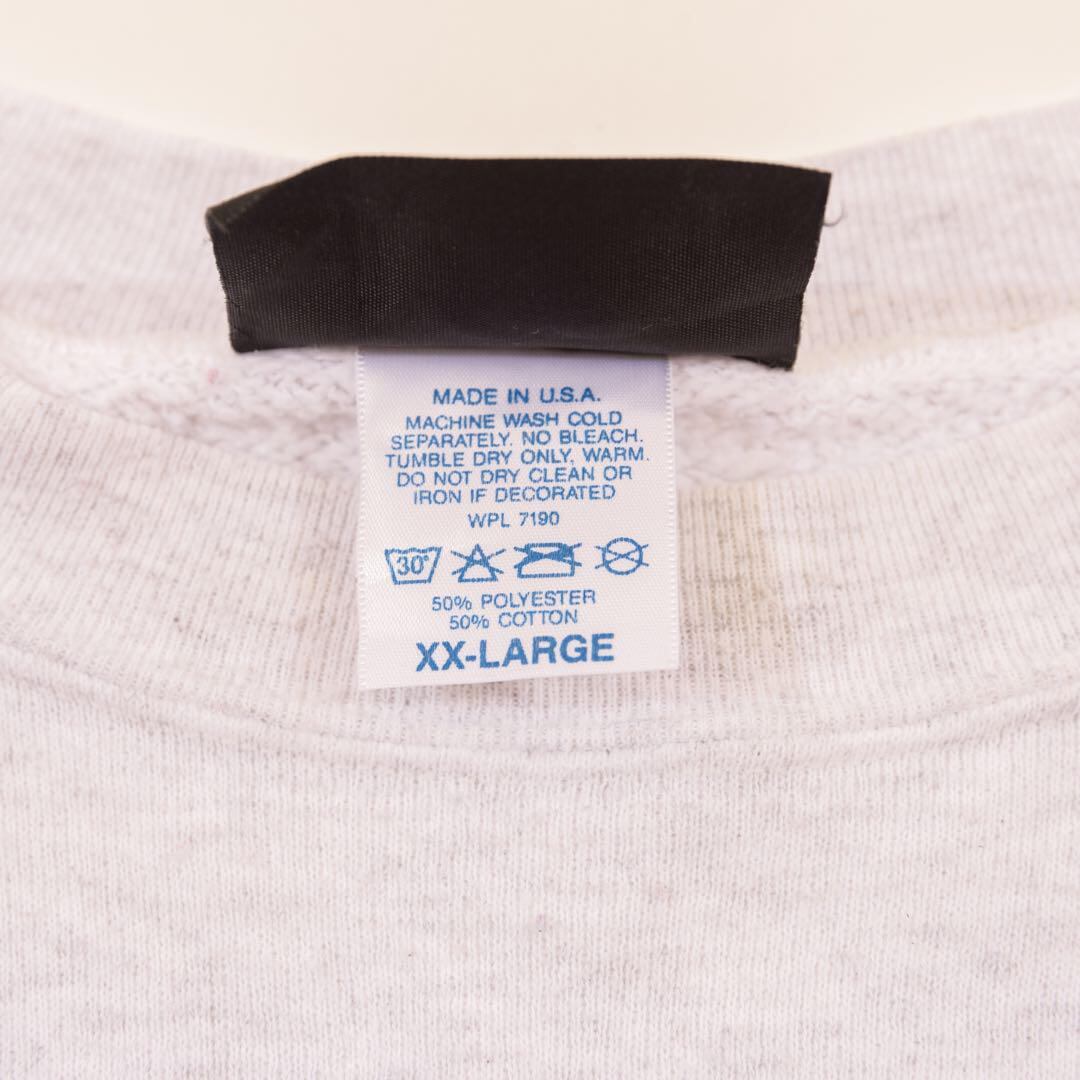 MADE IN U.S.A.
MACHINE WASH COLD
SEPARATELY. NO BLEACH.
TUMBLE DRY ONLY, WARM.
DO NOT DRY CLEAN OR
IRON IF DECORATED
WPL 7190
30°
50% POLYESTER
50% COTTON
XX-LARGE